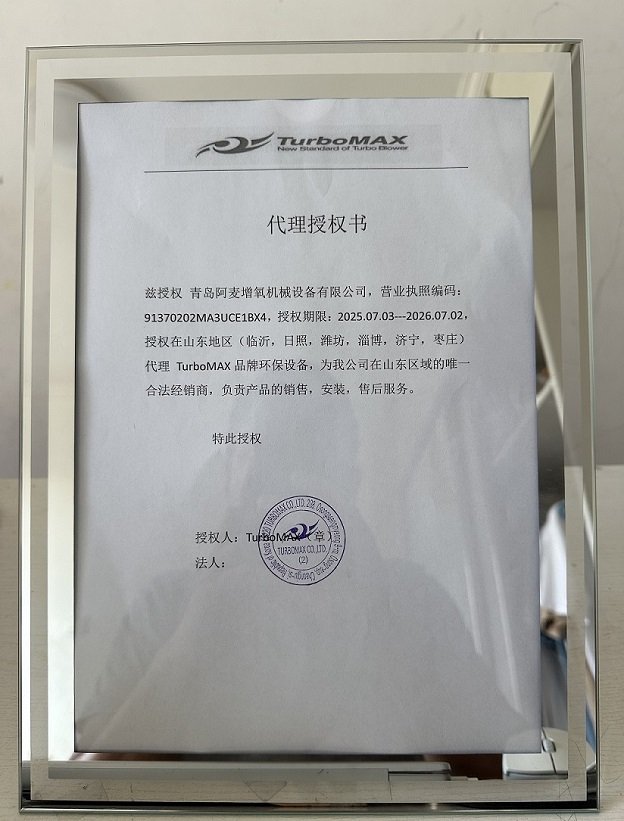 TurboMAX
New Standard of Turbo Blower
代理授权书
兹授权 青岛阿麦增氧机械设备有限公司，营业执照编码：
91370202MA3UCE1BX4，授权期限：2025.07.03---2026.07.02，
授权在山东地区（临沂，日照，潍坊，淄博，济宁，枣庄）
代理 TurboMAX 品牌环保设备，为我公司在山东区域的唯一
合法经销商，负责产品的销售，安装，售后服务。
特此授权
授权人：TurboMAX（章）
法人：
TURBOMAX CO.,LTD.
(2)